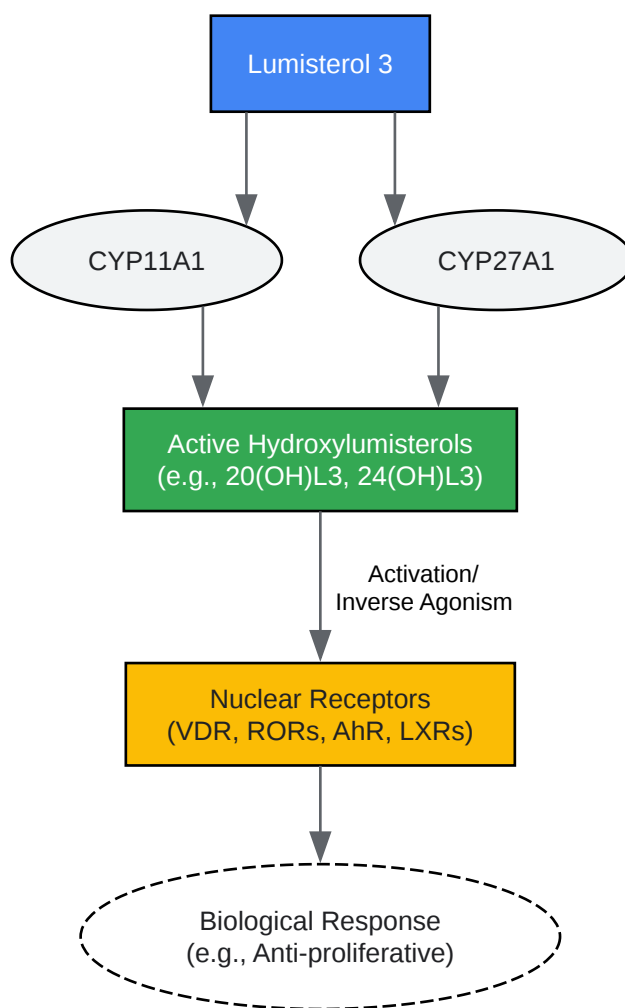 Lumisterol 3
CYP11A1
CYP27A1
Active Hydroxylumisterols
(e.g., 20(OH)L3, 24(OH)L3)
Activation/
Inverse Agonism
Nuclear Receptors
(VDR, RORs, AhR, LXRs)
Biological Response
(e.g., Anti-proliferative)